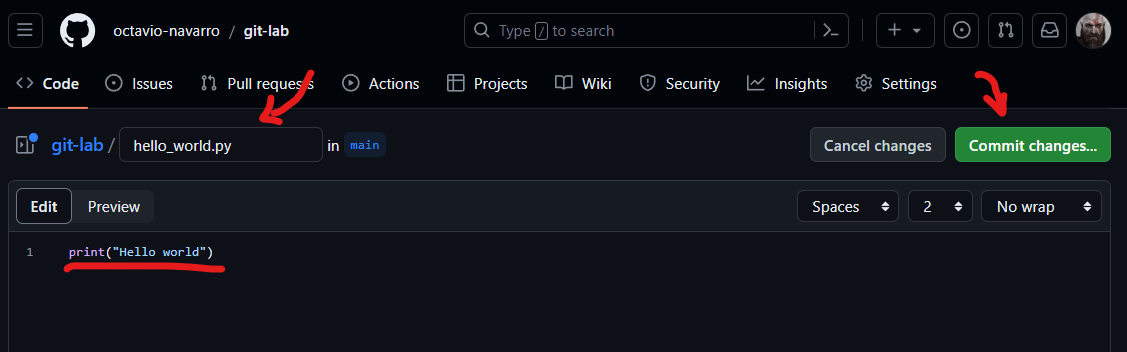 octavio-navarro / git-lab Type / to search
Code Issues Pull requests Actions Projects Wiki Security Insights Settings
git-lab / hello_world.py in main Cancel changes Commit changes...
Edit Preview Spaces 2 No wrap
1 print("Hello world")